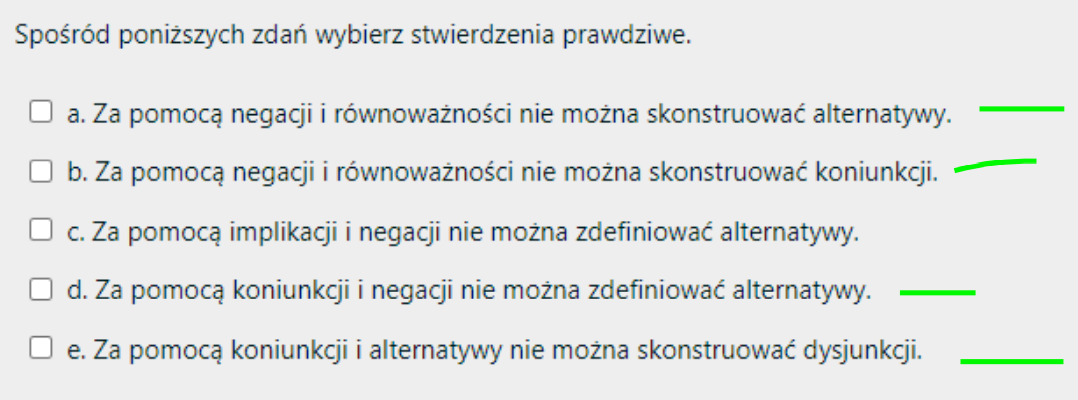 Spośród poniższych zdań wybierz stwierdzenia prawdziwe.
a. Za pomocą negacji i równoważności nie można skonstruować alternatywy.
b. Za pomocą negacji i równoważności nie można skonstruować koniunkcji.
c. Za pomocą implikacji i negacji nie można zdefiniować alternatywy.
d. Za pomocą koniunkcji i negacji nie można zdefiniować alternatywy.
e. Za pomocą koniunkcji i alternatywy nie można skonstruować dysjunkcji.